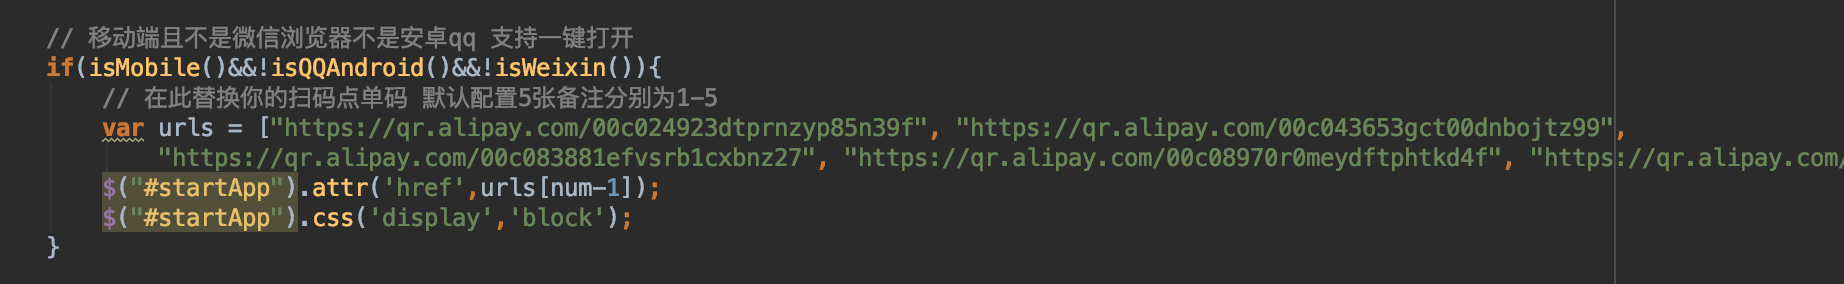 // 移动端且不是微信浏览器不是安卓qq 支持一键打开
if(isMobile()&&!isQQAndroid()&&!isWeixin()){
// 在此替换你的扫码点单码 默认配置5张备注分别为1-5
var urls = ["https://qr.alipay.com/00c024923dtprnzyp85n39f", "https://qr.alipay.com/00c043653gct00dnbojtz99",
"https://qr.alipay.com/00c083881efvsrb1cxbnz27", "https://qr.alipay.com/00c08970r0meydftphtkd4f", "https://qr.alipay.com/
$("#startApp").attr('href',urls[num-1]);
$("#startApp").css('display','block');
}